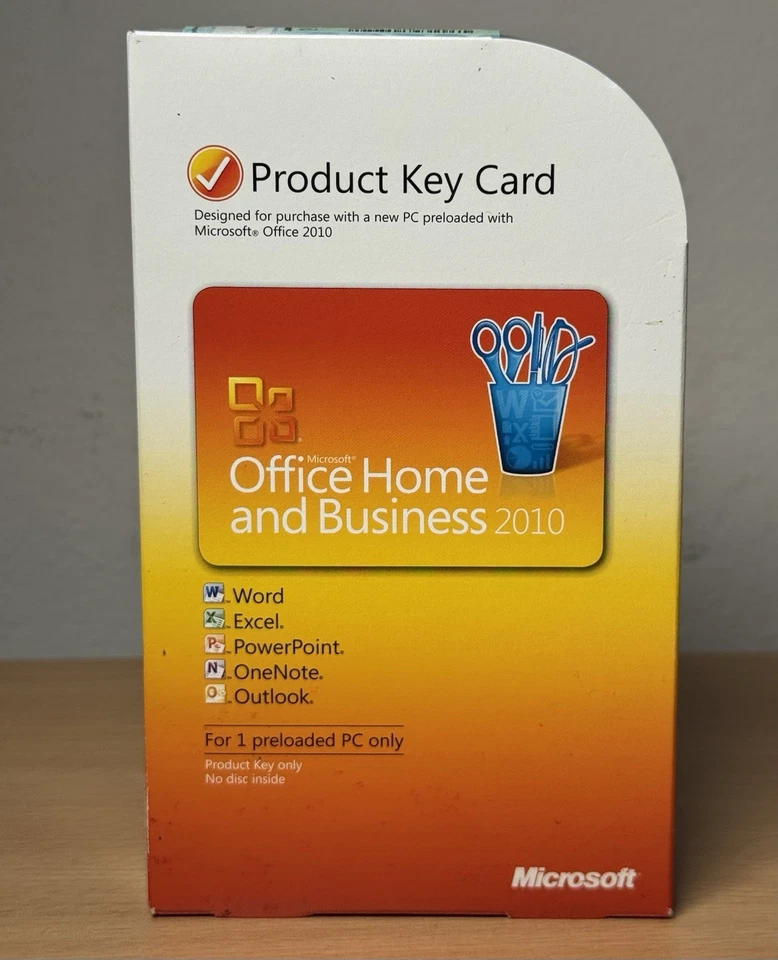 Product Key Card
Designed for purchase with a new PC preloaded with
Microsoft® Office 2010
Microsoft®
Office Home
and Business 2010
Word
Excel®
PowerPoint®
OneNote®
Outlook®
For 1 preloaded PC only
Product Key only
No disc inside
Microsoft